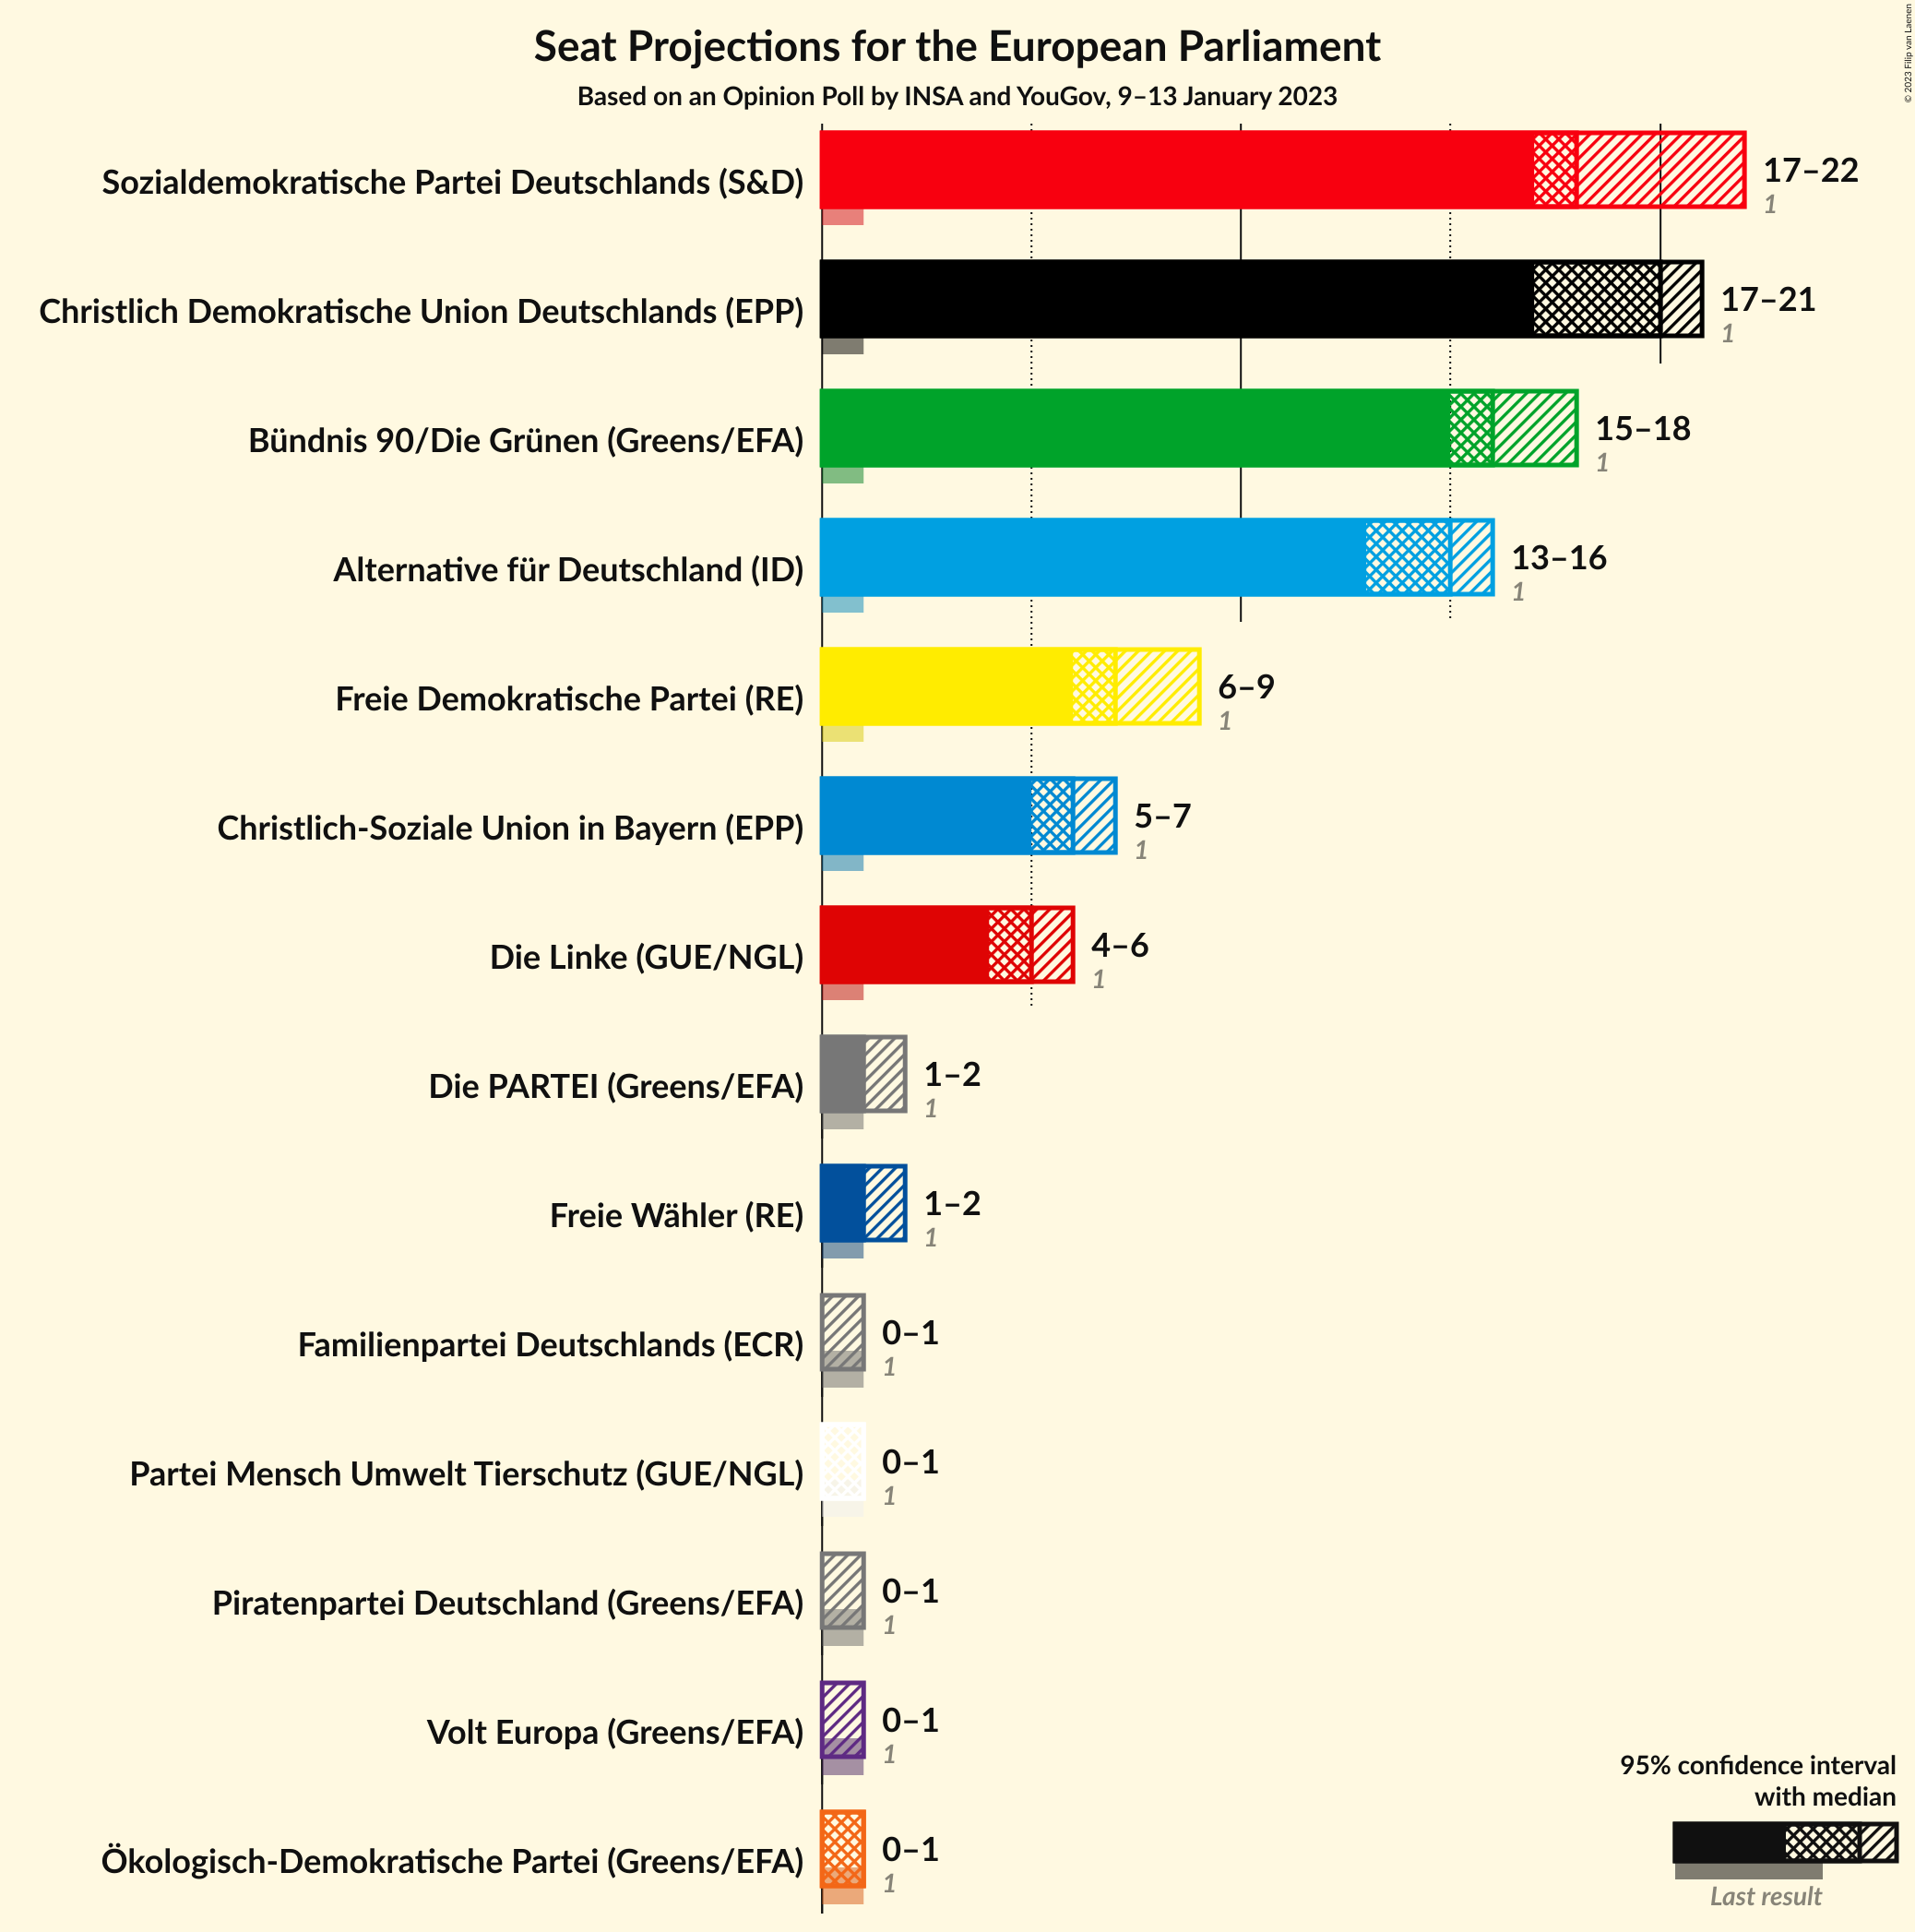 Seat Projections for the European Parliament
Based on an Opinion Poll by INSA and YouGov, 9–13 January 2023
© 2023 Filip van Laenen
Sozialdemokratische Partei Deutschlands (S&D)
17–22
1
Christlich Demokratische Union Deutschlands (EPP)
17–21
1
Bündnis 90/Die Grünen (Greens/EFA)
15–18
1
Alternative für Deutschland (ID)
13–16
1
Freie Demokratische Partei (RE)
6–9
1
Christlich-Soziale Union in Bayern (EPP)
5–7
1
Die Linke (GUE/NGL)
4–6
1
Die PARTEI (Greens/EFA)
1–2
1
Freie Wähler (RE)
1–2
1
Familienpartei Deutschlands (ECR)
0–1
1
Partei Mensch Umwelt Tierschutz (GUE/NGL)
0–1
1
Piratenpartei Deutschland (Greens/EFA)
0–1
1
Volt Europa (Greens/EFA)
0–1
1
Ökologisch-Demokratische Partei (Greens/EFA)
0–1
1
95% confidence interval
with median
Last result